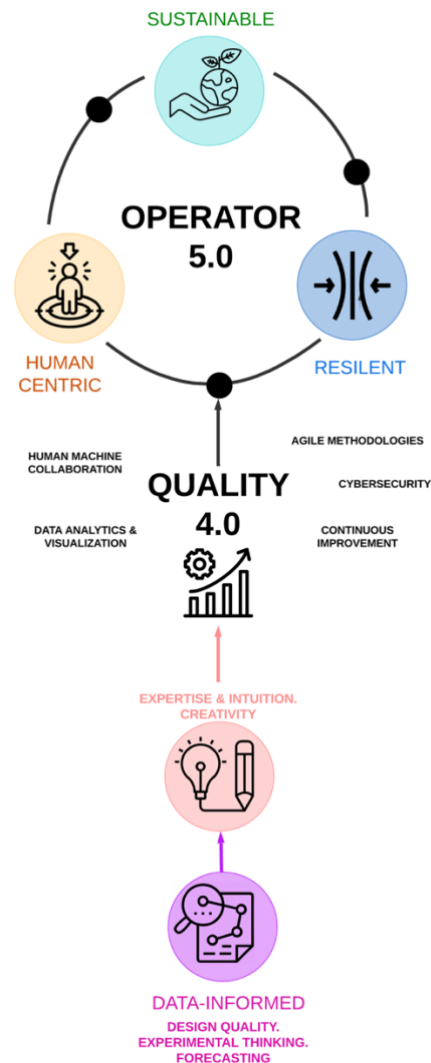 SUSTAINABLE
OPERATOR
5.0
HUMAN
CENTRIC
RESILENT
HUMAN MACHINE
COLLABORATION
AGILE METHODOLOGIES
CYBERSECURITY
QUALITY
4.0
DATA ANALYTICS &
VISUALIZATION
CONTINUOUS
IMPROVEMENT
EXPERTISE & INTUITION.
CREATIVITY
DATA-INFORMED
DESIGN QUALITY.
EXPERIMENTAL THINKING.
FORECASTING